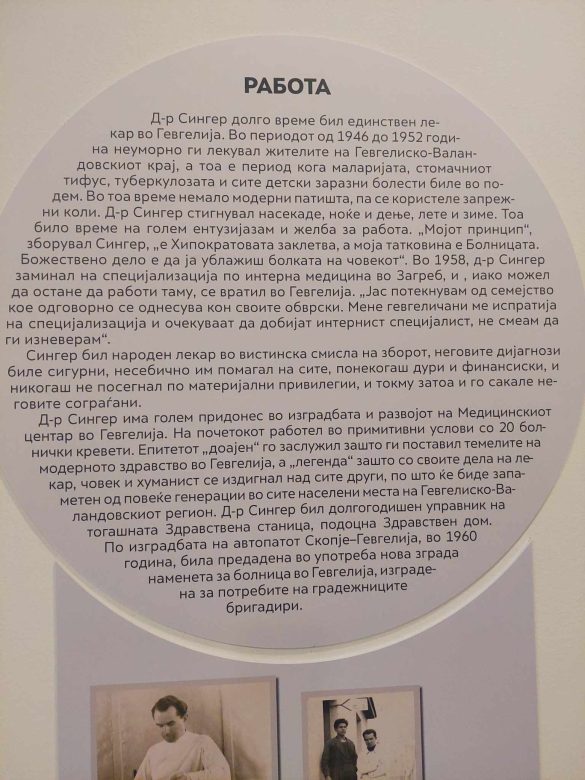 РАБОТА
Д-р Сингер долго време бил единствен ле-
кар во Гевгелија. Во периодот од 1946 до 1952 годи-
на неуморно ги лекувал жителите на Гевгелиско-Вала-
ндовскиот крај, а тоа е период кога маларијата, стомачниот
тифус, туберкулозата и сите детски заразни болести биле во по-
дем. Во тоа време немало модерни патишта, па се користеле запреж-
ни коли. Д-р Сингер стигнувал насекаде, ноќе и дење, лете и зиме. Тоа
било време на голем ентузијазам и желба за работа. „Мојот принцип“,
зборувал Сингер, „е Хипократовата заклетва, а моја татковина е Болницата.
Божествено дело е да ја ублажиш болката на човекот“. Во 1958, д-р Сингер
заминал на специјализација по интерна медицина во Загреб, и , иако можел
да остане да работи таму, се вратил во Гевгелија. „Јас потекнувам од семејство
кое одговорно се однесува кон своите обврски. Мене гевгеличани ме испратија
на специјализација и очекуваат да добијат интернист специјалист, не смеам да
ги изневерам“.
Сингер бил народен лекар во вистинска смисла на зборот, неговите дијагнози
биле сигурни, несебично им помагал на сите, понекогаш дури и финансиски, и
никогаш не посегнал по материјални привилегии, и токму затоа и го сакале не-
говите сограѓани.
Д-р Сингер има голем придонес во изградбата и развојот на Медицинскиот
центар во Гевгелија. На почетокот работел во примитивни услови со 20 бол-
нички кревети. Епитетот „доајен“ го заслужил зашто ги поставил темелите на
модерното здравство во Гевгелија, а „легенда“ зашто со своите дела на ле-
кар, човек и хуманист се издигнал над сите други, по што ќе биде запа-
метен од повеќе генерации во сите населени места на Гевгелиско-Ва-
ландовскиот регион. Д-р Сингер бил долгогодишен управник на
тогашната Здравствена станица, подоцна Здравствен дом.
По изградбата на автопатот Скопје–Гевгелија, во 1960
година, била предадена во употреба нова зграда
наменета за болница во Гевгелија, изграде-
на за потребите на градежниците
бригадири.